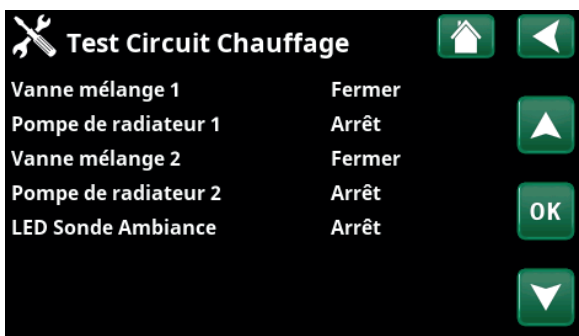 Test Circuit Chauffage
Vanne mélange 1 Fermer
Pompe de radiateur 1 Arrêt
Vanne mélange 2 Fermer
Pompe de radiateur 2 Arrêt
LED Sonde Ambiance Arrêt
OK